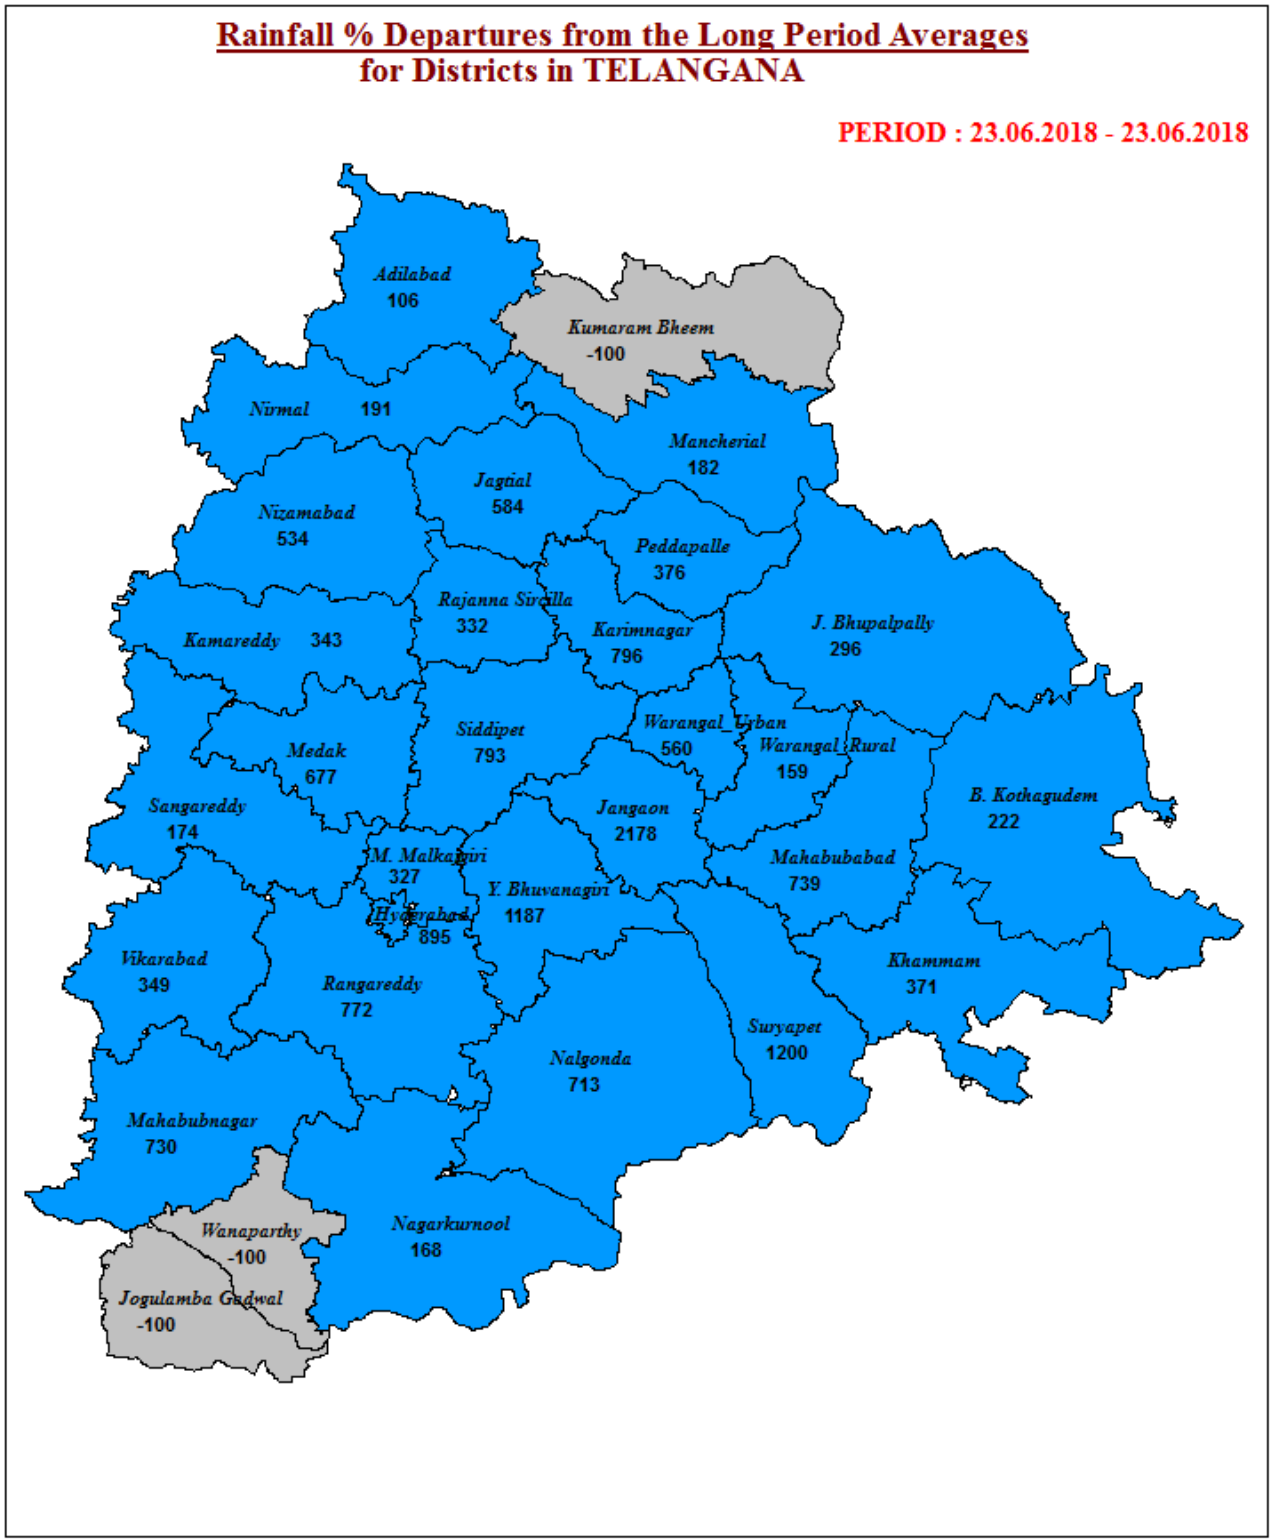 Rainfall % Departures from the Long Period Averages
for Districts in TELANGANA
PERIOD : 23.06.2018 - 23.06.2018
Adilabad
106
Kumaram Bheem
-100
Nirmal 191
Mancherial
182
Jagtial
584
Nizamabad
534
Peddapalle
376
Rajanna Sircilla
332
Karimnagar
796
J. Bhupalpally
296
Kamareddy 343
Siddipet
793
Warangal_Urban
560
Warangal_Rural
159
Medak
677
Sangareddy
174
Jangaon
2178
B. Kothagudem
222
M. Malkajgiri
327
Mahabubabad
739
Y. Bhuvanagiri
1187
Hyderabad
895
Vikarabad
349
Rangareddy
772
Khammam
371
Suryapet
1200
Nalgonda
713
Mahabubnagar
730
Nagarkurnool
168
Wanaparthy
-100
Jogulamba Gadwal
-100